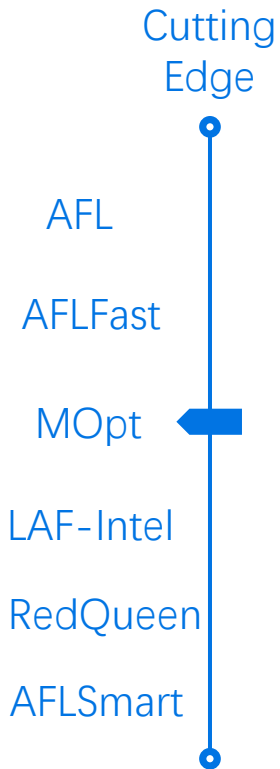 Cutting
Edge
AFL
AFLFast
MOpt
LAF-Intel
RedQueen
AFLSmart